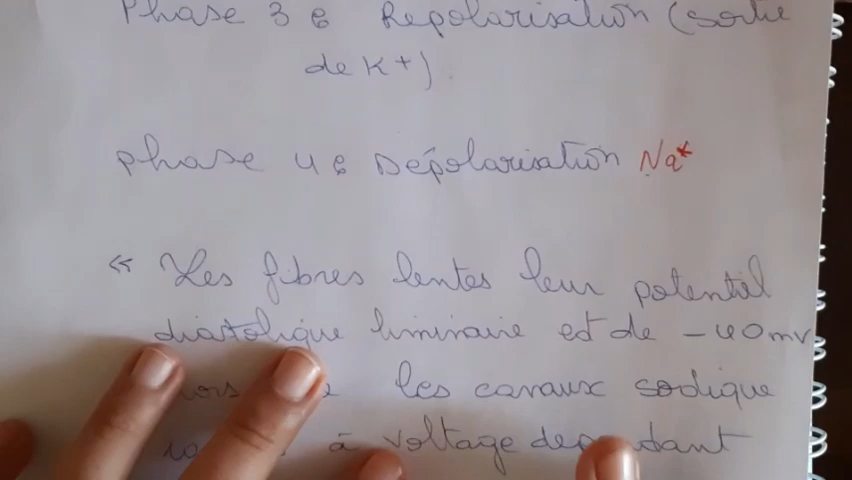 Phase 3 e Repolarisation (sortie
de K+).
phase 4 e Dépolarisation Na*
« Les fibres lentes leur potentiel
diastolique liminaire est de -40mv
les canaux sodique
à voltage